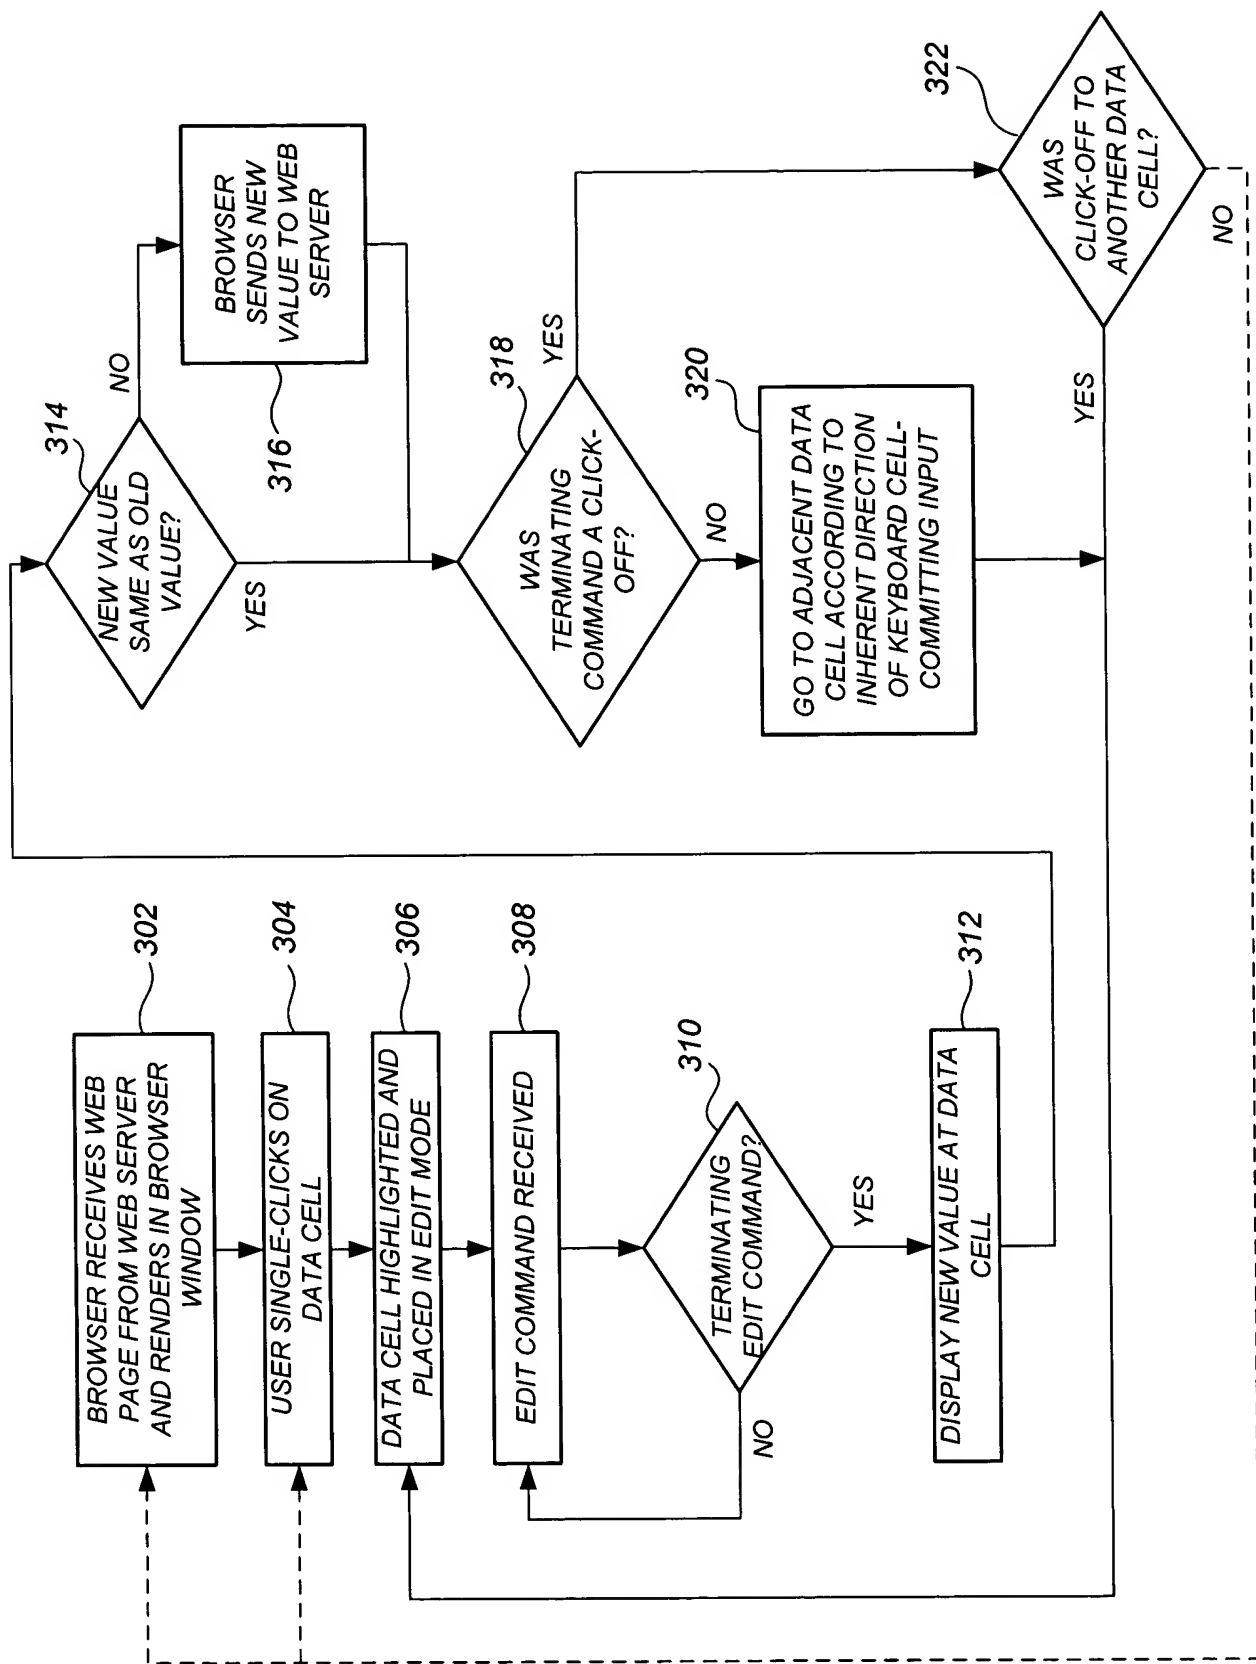 302
BROWSER RECEIVES WEB
PAGE FROM WEB SERVER
AND RENDERS IN BROWSER
WINDOW
304
USER SINGLE-CLICKS ON
DATA CELL
306
DATA CELL HIGHLIGHTED AND
PLACED IN EDIT MODE
308
EDIT COMMAND RECEIVED
310
TERMINATING
EDIT COMMAND?
NO
YES
312
DISPLAY NEW VALUE AT DATA
CELL
314
NEW VALUE
SAME AS OLD
VALUE?
NO
YES
BROWSER
SENDS NEW
VALUE TO WEB
SERVER
316
318
WAS
TERMINATING
COMMAND A CLICK-
OFF?
YES
NO
320
GO TO ADJACENT DATA
CELL ACCORDING TO
INHERENT DIRECTION
OF KEYBOARD CELL-
COMMITTING INPUT
322
WAS
CLICK-OFF TO
ANOTHER DATA
CELL?
YES
NO